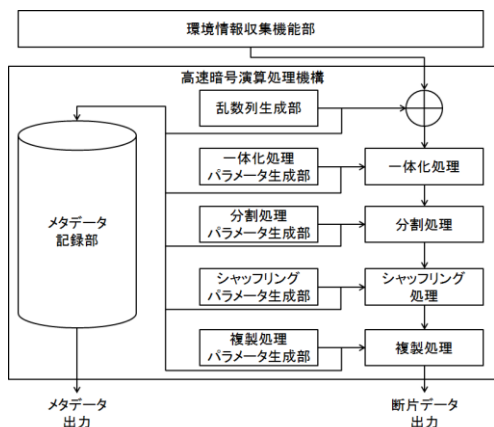 環境情報収集機能部
高速暗号演算処理機構
乱数列生成部
一体化処理
パラメータ生成部
一体化処理
メタデータ
記録部
分割処理
パラメータ生成部
分割処理
シャッフリング
パラメータ生成部
シャッフリング
処理
複製処理
パラメータ生成部
複製処理
メタデータ
出力
断片データ
出力